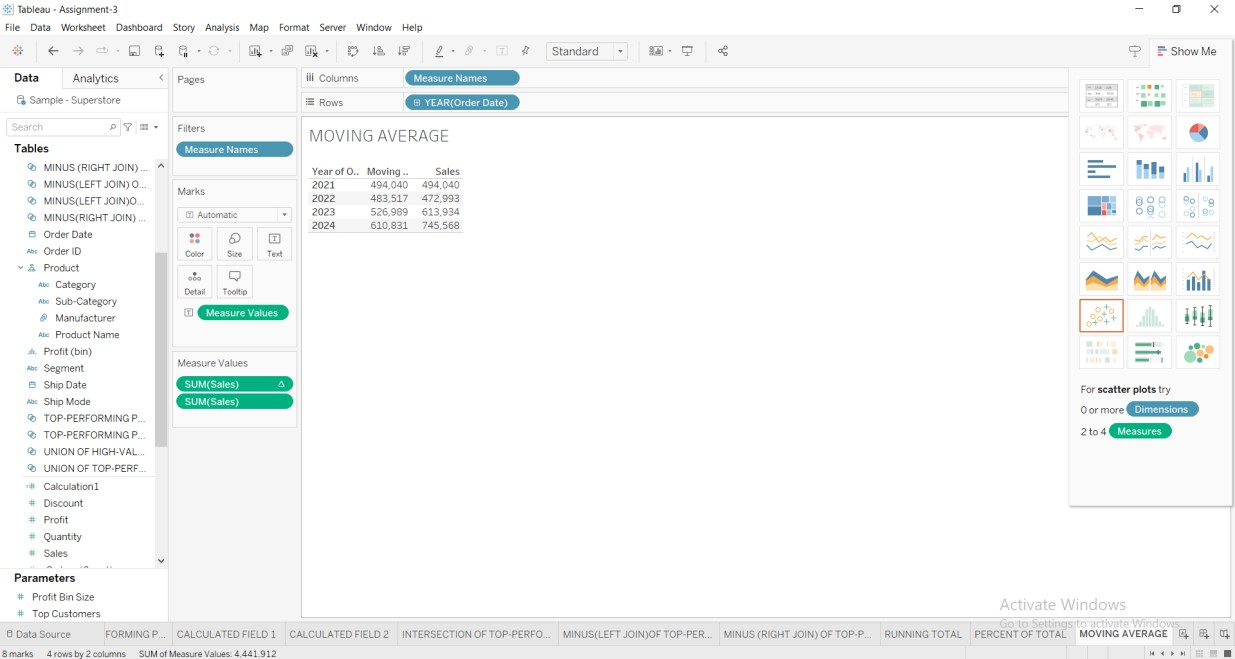 Tableau - Assignment-3
File Data Worksheet Dashboard Story Analysis Map Format Server Window Help
Standard
Show Me
Data Analytics
Sample - Superstore
Search
Tables
MINUS (RIGHT JOIN) ...
MINUS(LEFT JOIN) O...
MINUS(LEFT JOIN)O...
MINUS(RIGHT JOIN) ...
Order Date
Abc Order ID
Product
Abc Category
Abc Sub-Category
Manufacturer
Abc Product Name
Profit (bin)
Abc Segment
Ship Date
Abc Ship Mode
TOP-PERFORMING P...
TOP-PERFORMING P...
UNION OF HIGH-VAL...
UNION OF TOP-PERF...
=# Calculation1
# Discount
# Profit
# Quantity
# Sales
Parameters
# Profit Bin Size
# Top Customers
Pages
Filters
Measure Names
Marks
Automatic
Color Size Text
Detail Tooltip
Measure Values
Measure Values
SUM(Sales) Δ
SUM(Sales)
Columns Measure Names
Rows YEAR(Order Date)
MOVING AVERAGE
Year of O.. Moving .. Sales
2021 494,040 494,040
2022 483,517 472,993
2023 526,989 613,934
2024 610,831 745,568
For scatter plots try
0 or more Dimensions
2 to 4 Measures
Activate Windows
Go to Settings to activate Windows.
Data Source FORMING P... CALCULATED FIELD 1 CALCULATED FIELD 2 INTERSECTION OF TOP-PERFO... MINUS(LEFT JOIN)OF TOP-PER... MINUS (RIGHT JOIN) OF TOP-P... RUNNING TOTAL PERCENT OF TOTAL MOVING AVERAGE
8 marks 4 rows by 2 columns SUM of Measure Values: 4,441,912